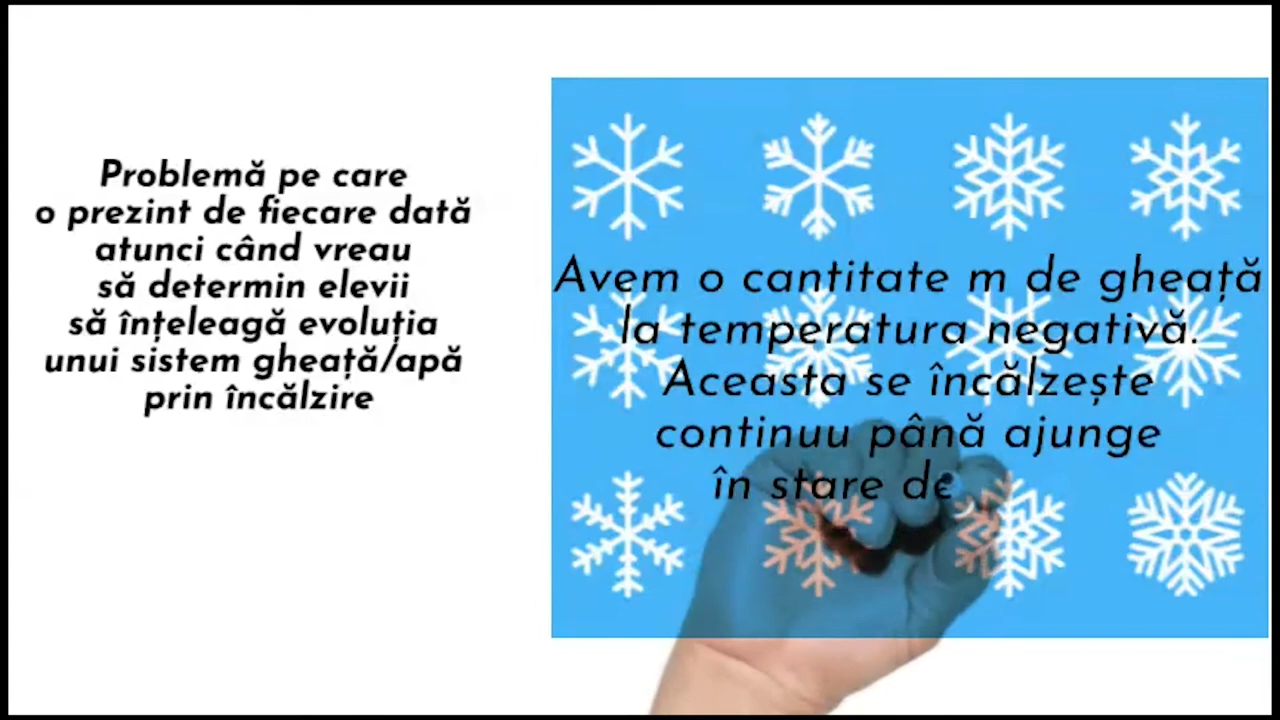 Problemă pe care
o prezint de fiecare dată
atunci când vreau
să determin elevii
să înțeleagă evoluția
unui sistem gheață/apă
prin încălzire
Avem o cantitate m de gheață
la temperatura negativă.
Aceasta se încălzește
continuu până ajunge
în stare de